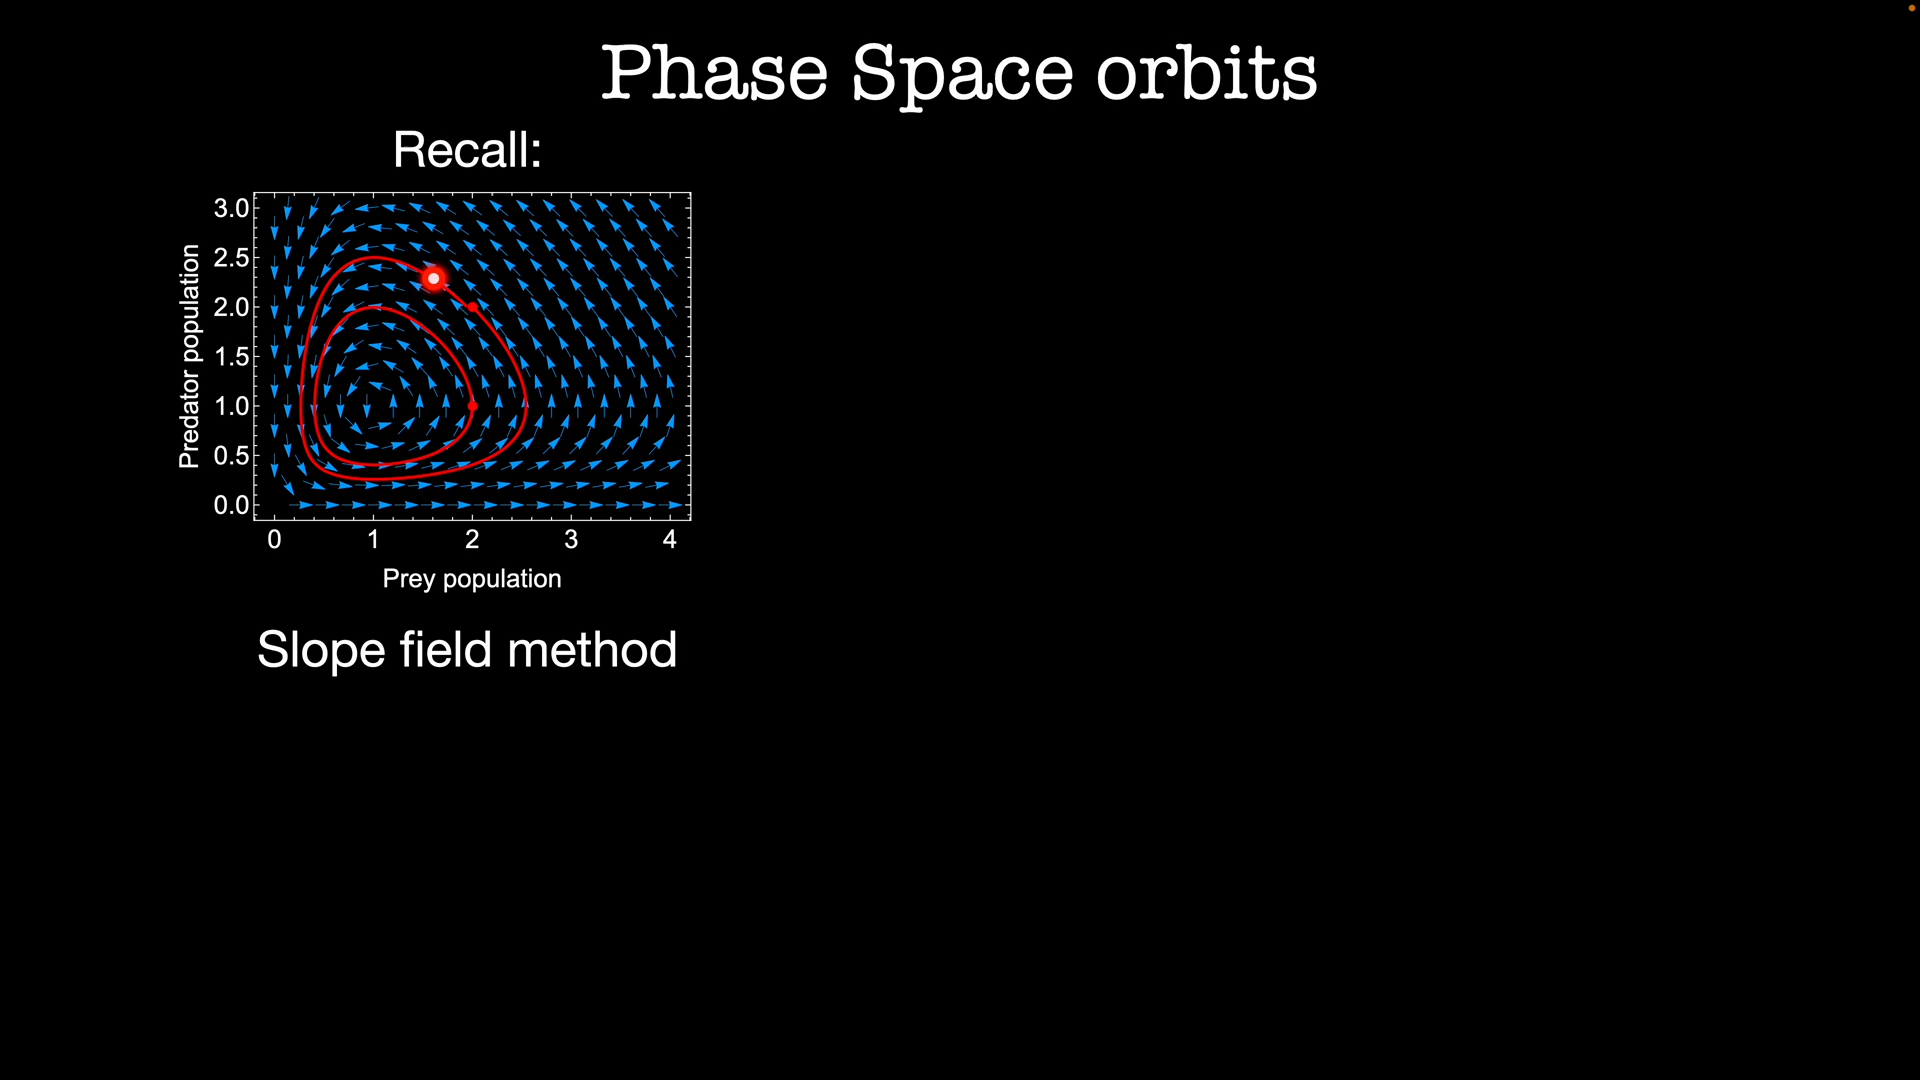 Phase Space orbits
Recall:
Predator population
3.0
2.5
2.0
1.5
1.0
0.5
0.0
0 1 2 3 4
Prey population
Slope field method